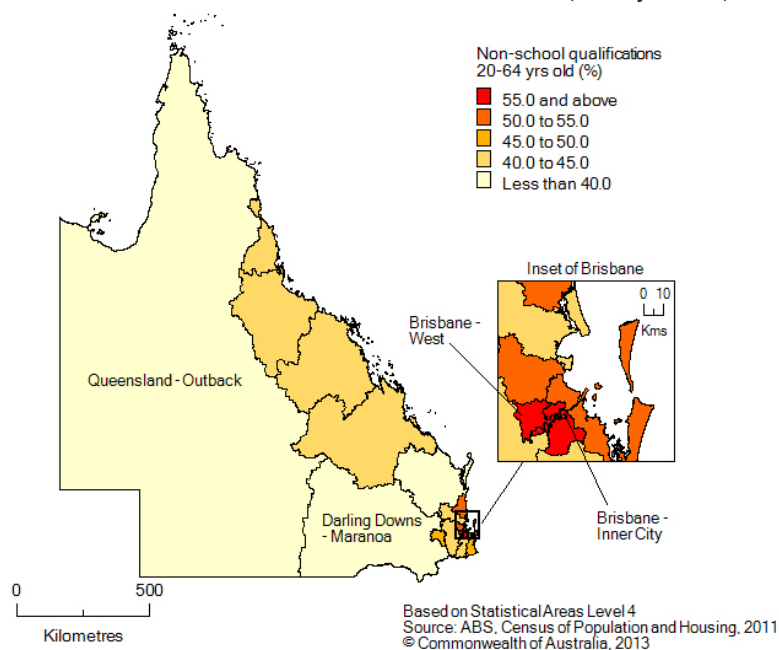 Non-school qualifications
20-64 yrs old (%)
55.0 and above
50.0 to 55.0
45.0 to 50.0
40.0 to 45.0
Less than 40.0
Inset of Brisbane
0 10
Kms
Brisbane -
West
Queensland - Outback
Darling Downs
- Maranoa
Brisbane -
Inner City
0 500
Kilometres
Based on Statistical Areas Level 4
Source: ABS, Census of Population and Housing, 2011
© Commonwealth of Australia, 2013